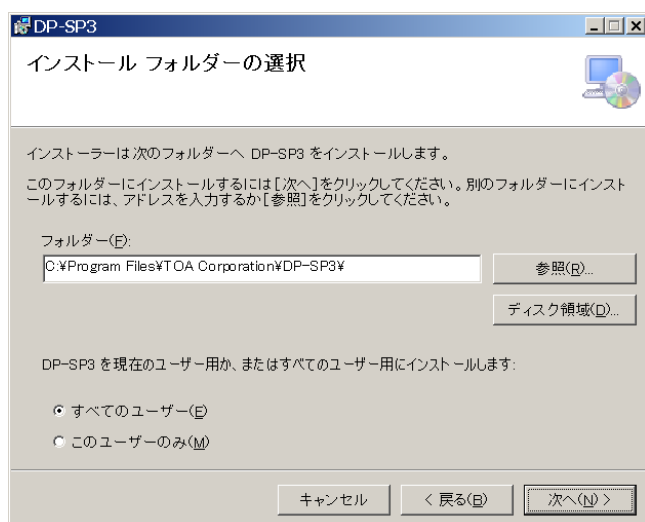 DP-SP3
インストール フォルダーの選択
インストーラーは次のフォルダーへ DP-SP3 をインストールします。
このフォルダーにインストールするには[次へ]をクリックしてください。別のフォルダーにインスト
ールするには、アドレスを入力するか[参照]をクリックしてください。
フォルダー(F):
C:¥Program Files¥TOA Corporation¥DP-SP3¥
参照(R)...
ディスク領域(D)...
DP-SP3 を現在のユーザー用か、またはすべてのユーザー用にインストールします:
すべてのユーザー(E)
このユーザーのみ(M)
キャンセル
< 戻る(B)
次へ(N) >